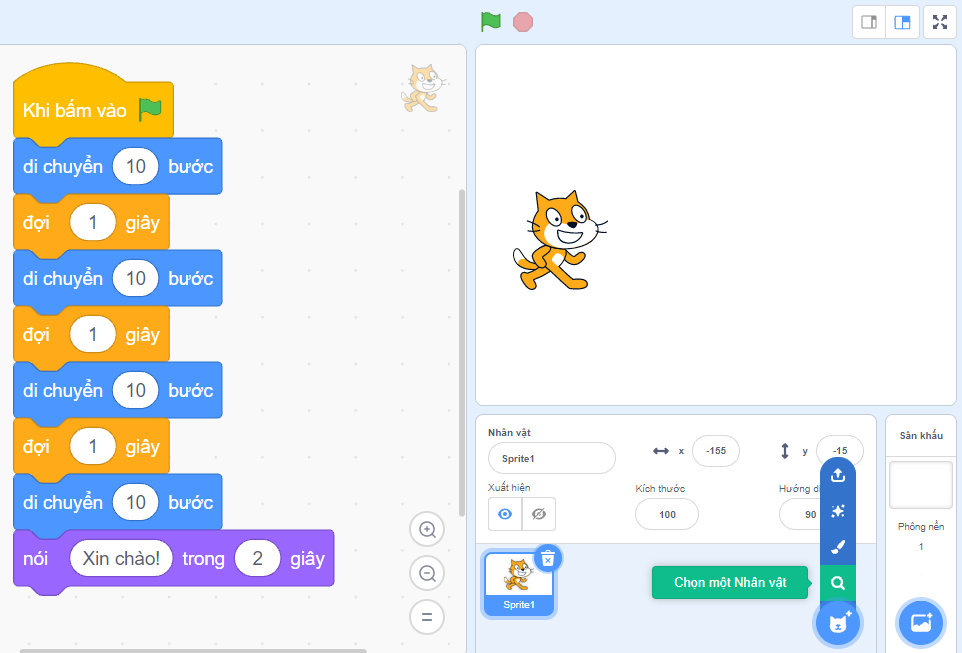 Khi bấm vào
di chuyển 10 bước
đợi 1 giây
di chuyển 10 bước
đợi 1 giây
di chuyển 10 bước
đợi 1 giây
di chuyển 10 bước
nói Xin chào! trong 2 giây
Nhân vật
Sprite1
x -155
y -15
Xuất hiện
Kích thước
100
Hướng di
90
Sprite1
Chọn một Nhân vật
Sân khấu
Phông nền
1